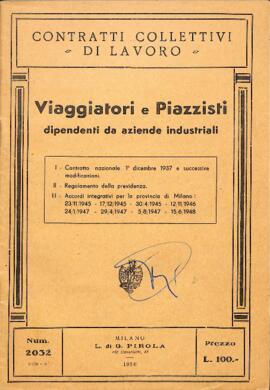 CONTRATTI COLLETTIVI
DI LAVORO
Viaggiatori e Piazzisti
dipendenti da aziende industriali
I - Contratto nazionale 1° dicembre 1937 e successive
modificazioni.
II - Regolamento della previdenza.
III - Accordi integrativi per la provincia di Milano:
23/11/1945 - 17/12/1945 - 30/4/1945 - 12/11/1946
24/1/1947 - 29/4/1947 - 5/8/1947 - 15/6/1948
Num.
2032
MILANO
L. di G. PIROLA
1950
Prezzo
L. 100.-